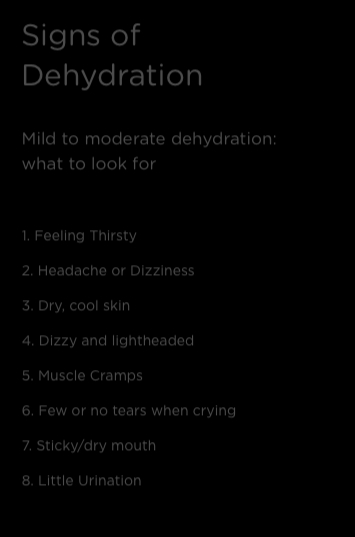 Signs of
Dehydration
Mild to moderate dehydration:
what to look for
1. Feeling Thirsty
2. Headache or Dizziness
3. Dry, cool skin
4. Dizzy and lightheaded
5. Muscle Cramps
6. Few or no tears when crying
7. Sticky/dry mouth
8. Little Urination